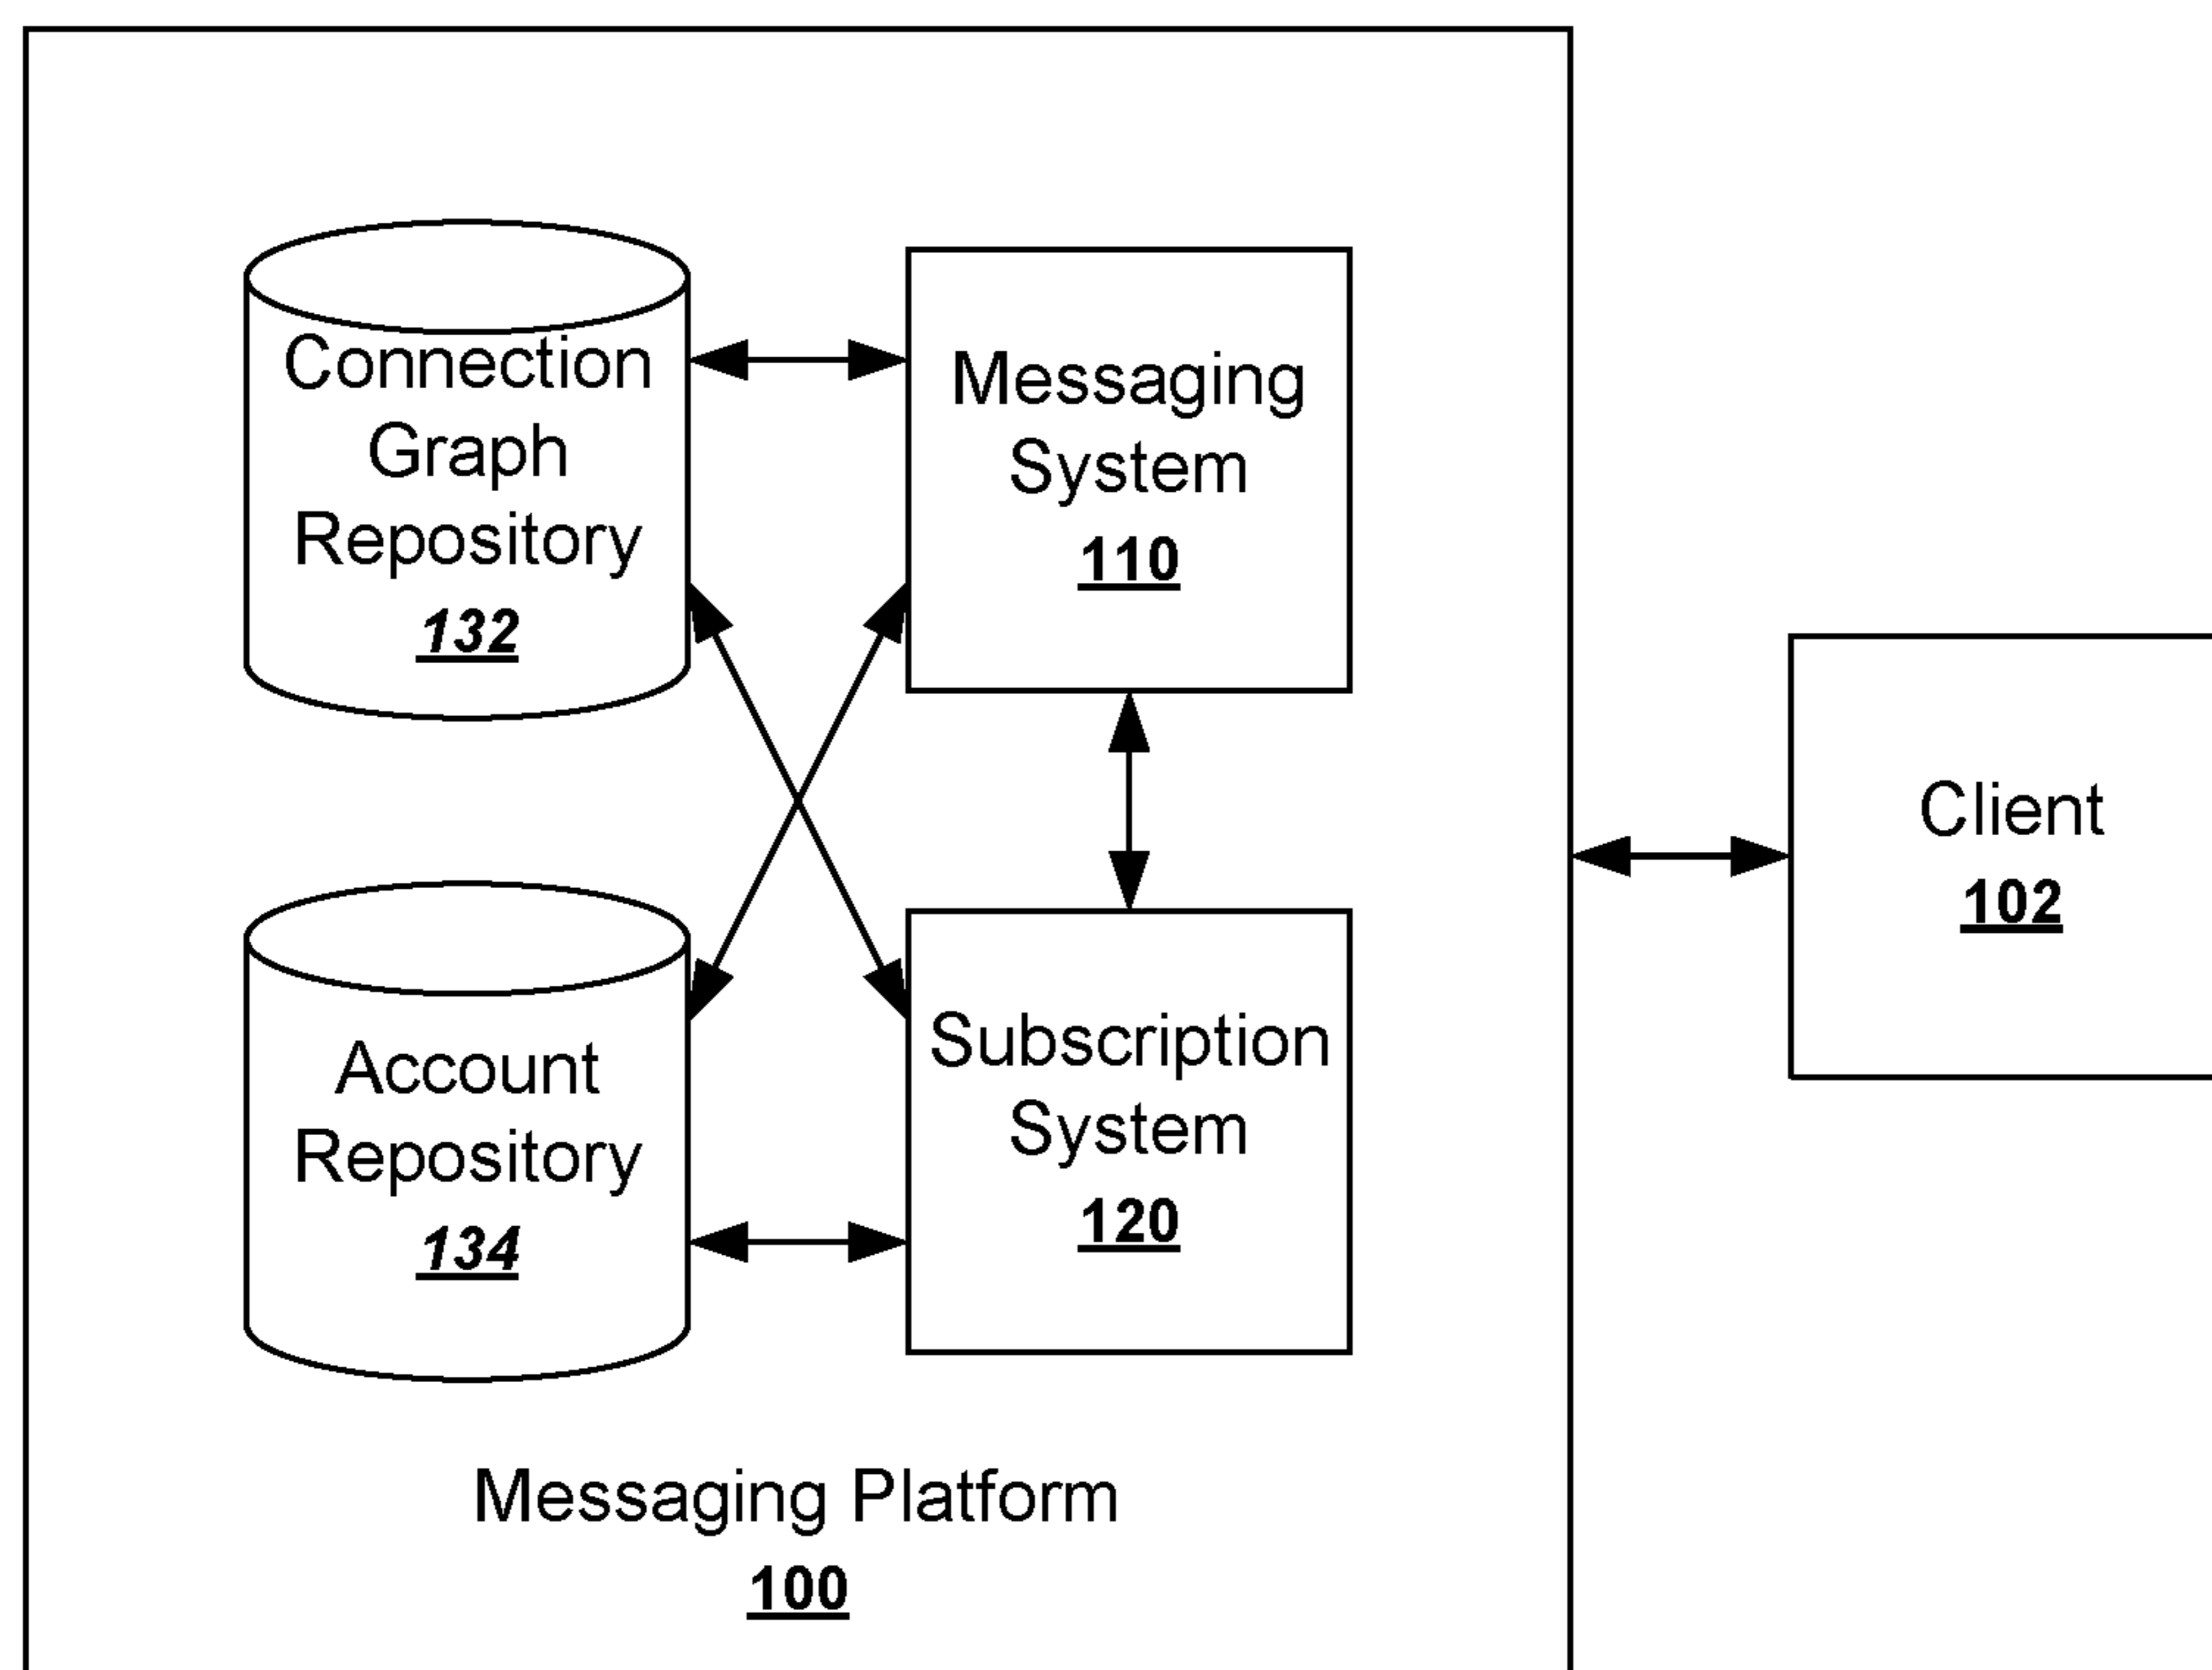 Connection
Graph
Repository
132
Messaging
System
110
Account
Repository
134
Subscription
System
120
Messaging Platform
100
Client
102